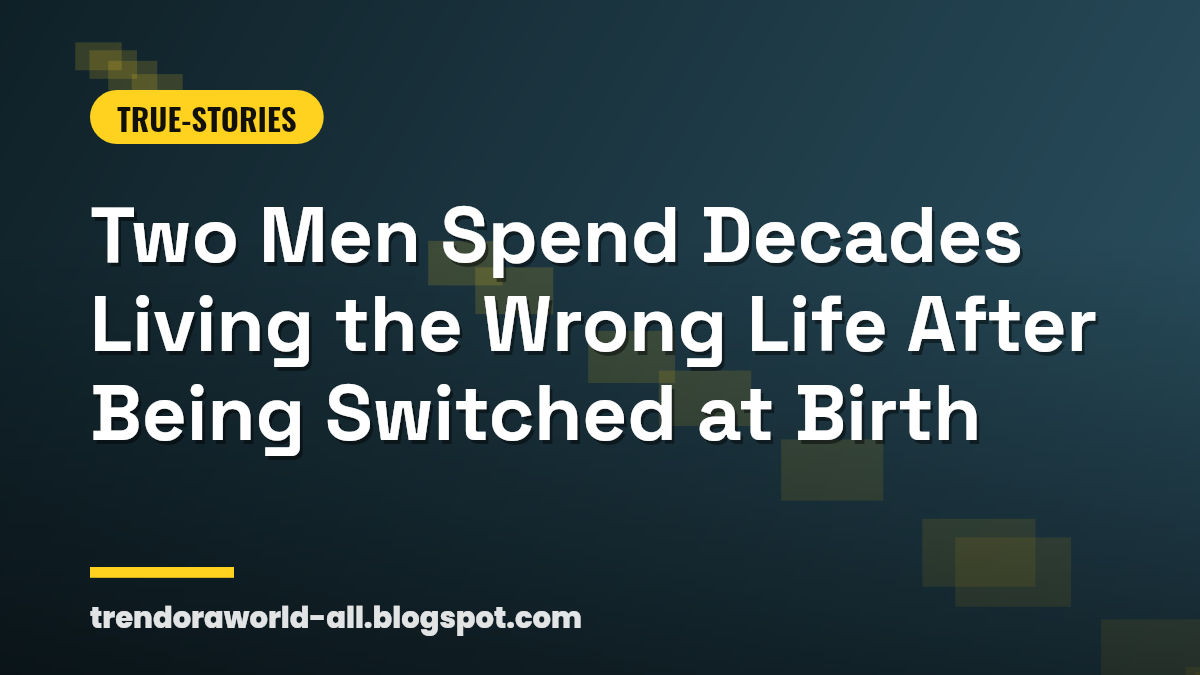 TRUE-STORIES
Two Men Spend Decades
Living the Wrong Life After
Being Switched at Birth
trendoraworld-all.blogspot.com